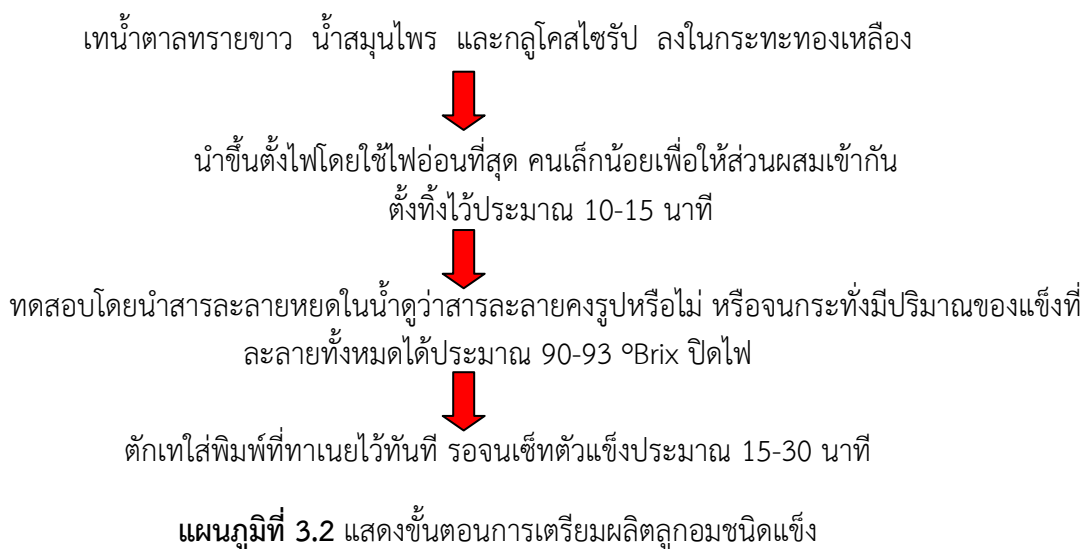 เทน้ำตาลทรายขาว น้ำสมุนไพร และกลูโคสไซรัป ลงในกระทะทองเหลือง
นำขึ้นตั้งไฟโดยใช้ไฟอ่อนที่สุด คนเล็กน้อยเพื่อให้ส่วนผสมเข้ากัน
ตั้งทิ้งไว้ประมาณ 10-15 นาที
ทดสอบโดยนำสารละลายหยดในน้ำดูว่าสารละลายคงรูปหรือไม่ หรือจนกระทั่งมีปริมาณของแข็งที่
ละลายทั้งหมดได้ประมาณ 90-93 °Brix ปิดไฟ
ตักเทใส่พิมพ์ที่ทาเนยไว้ทันที รอจนเซ็ทตัวแข็งประมาณ 15-30 นาที
แผนภูมิที่ 3.2 แสดงขั้นตอนการเตรียมผลิตลูกอมชนิดแข็ง